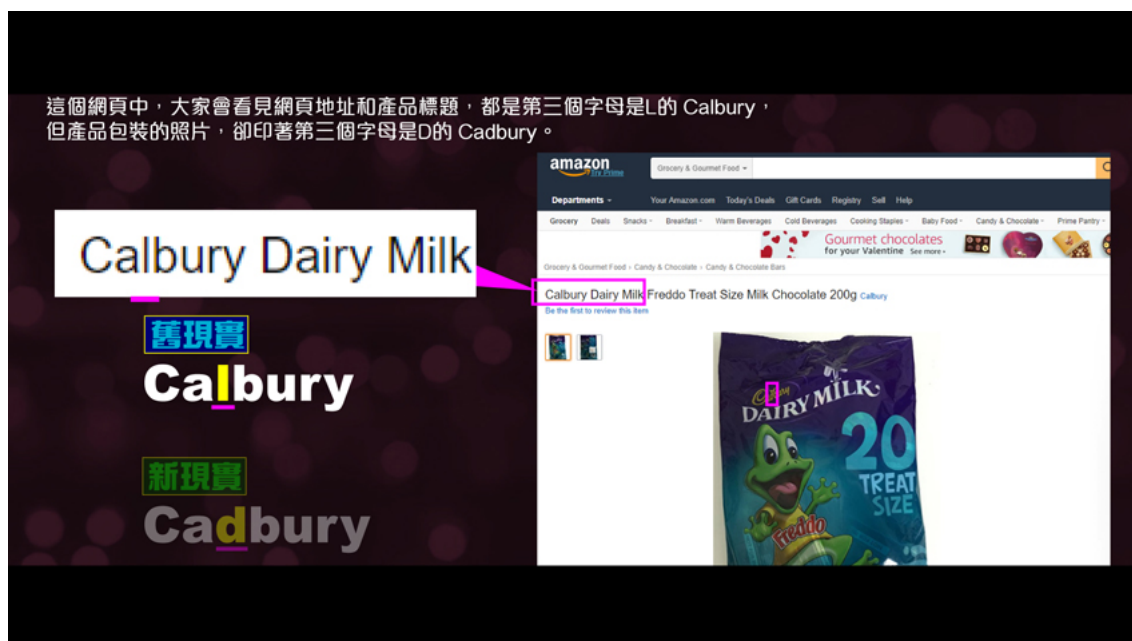 這個網頁中，大家會看見網頁地址和產品標題，都是第三個字母是L的 Calbury，
但產品包裝的照片，卻印著第三個字母是D的 Cadbury。
Calbury Dairy Milk
舊現實
Calbury
新現實
Cadbury
amazon
Try Prime
Grocery & Gourmet Food
Departments
Your Amazon.com Today's Deals Gift Cards Registry Sell Help
Grocery Deals Snacks Breakfast Warm Beverages Cold Beverages Cooking Staples Baby Food Candy & Chocolate Prime Pantry
Gourmet chocolates
for your Valentine See more
Grocery & Gourmet Food › Candy & Chocolate › Candy & Chocolate Bars
Calbury Dairy Milk Freddo Treat Size Milk Chocolate 200g Calbury
Be the first to review this item
Cadbury
DAIRY MILK
20
TREAT
SIZE
Freddo